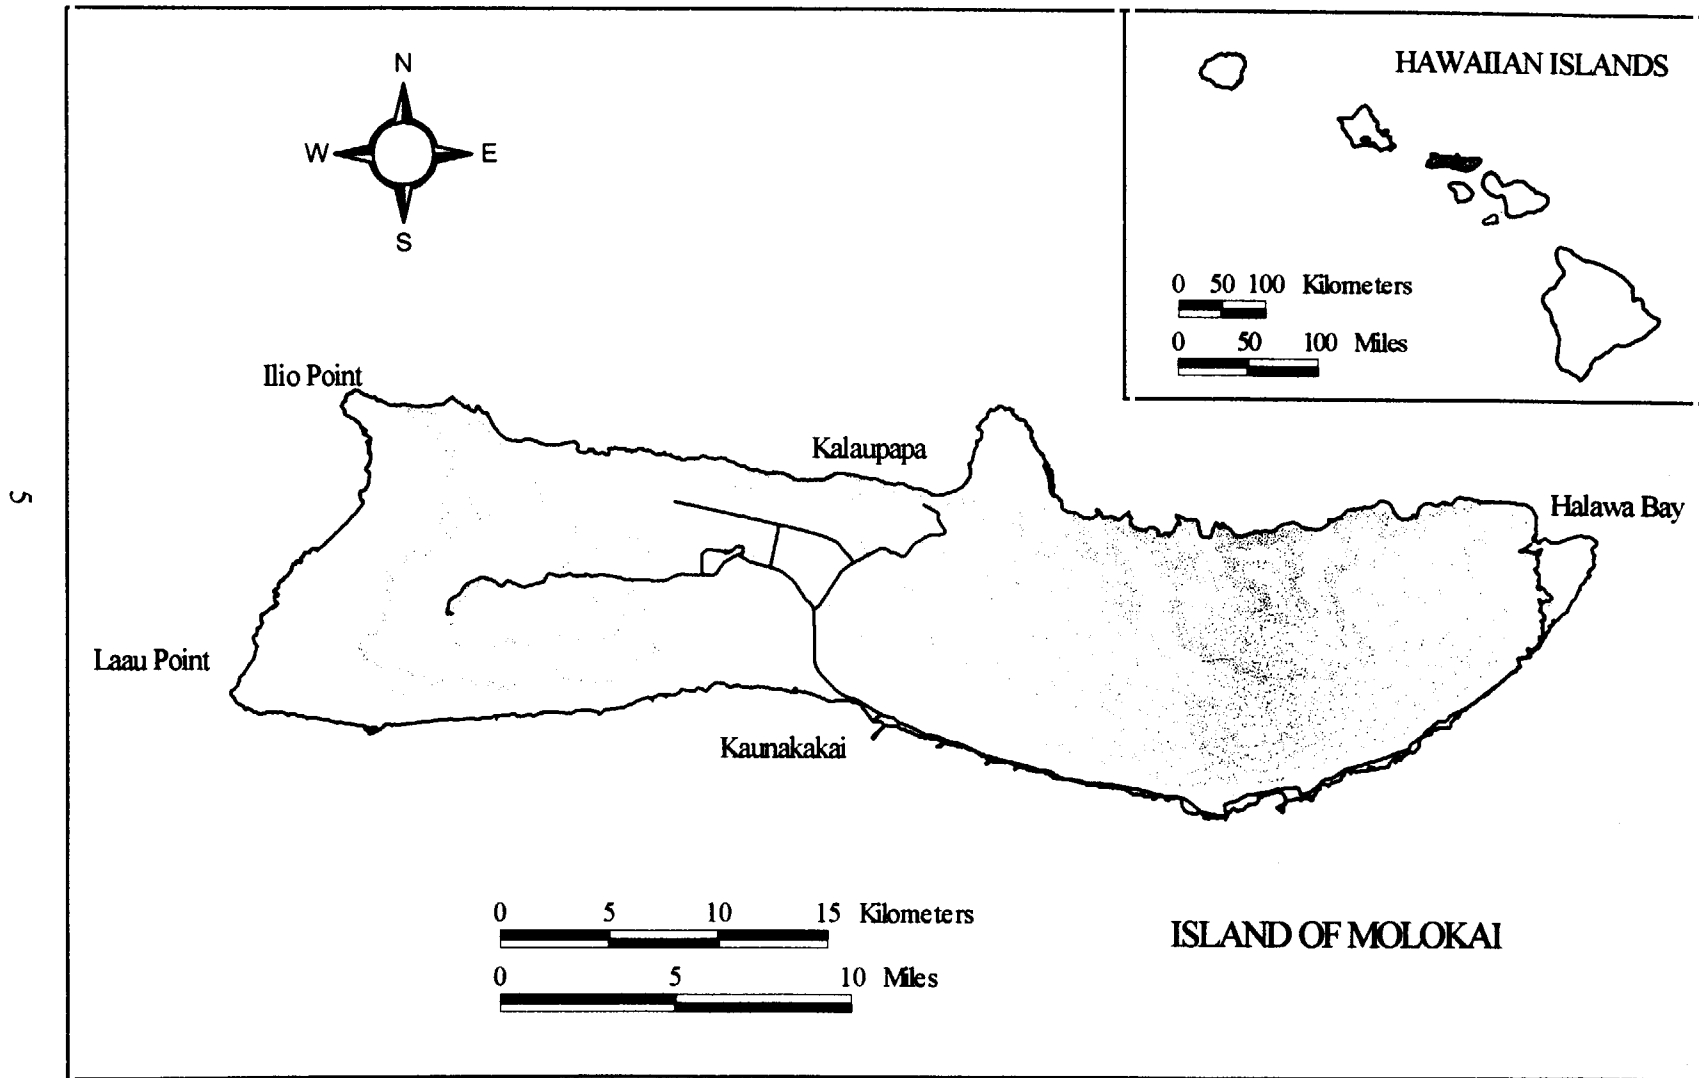 N
W E
S
HAWAIIAN ISLANDS
0 50 100 Kilometers
0 50 100 Miles
Ilio Point
Kalaupapa
Halawa Bay
5
Laau Point
Kaunakakai
0 5 10 15 Kilometers
0 5 10 Miles
ISLAND OF MOLOKAI